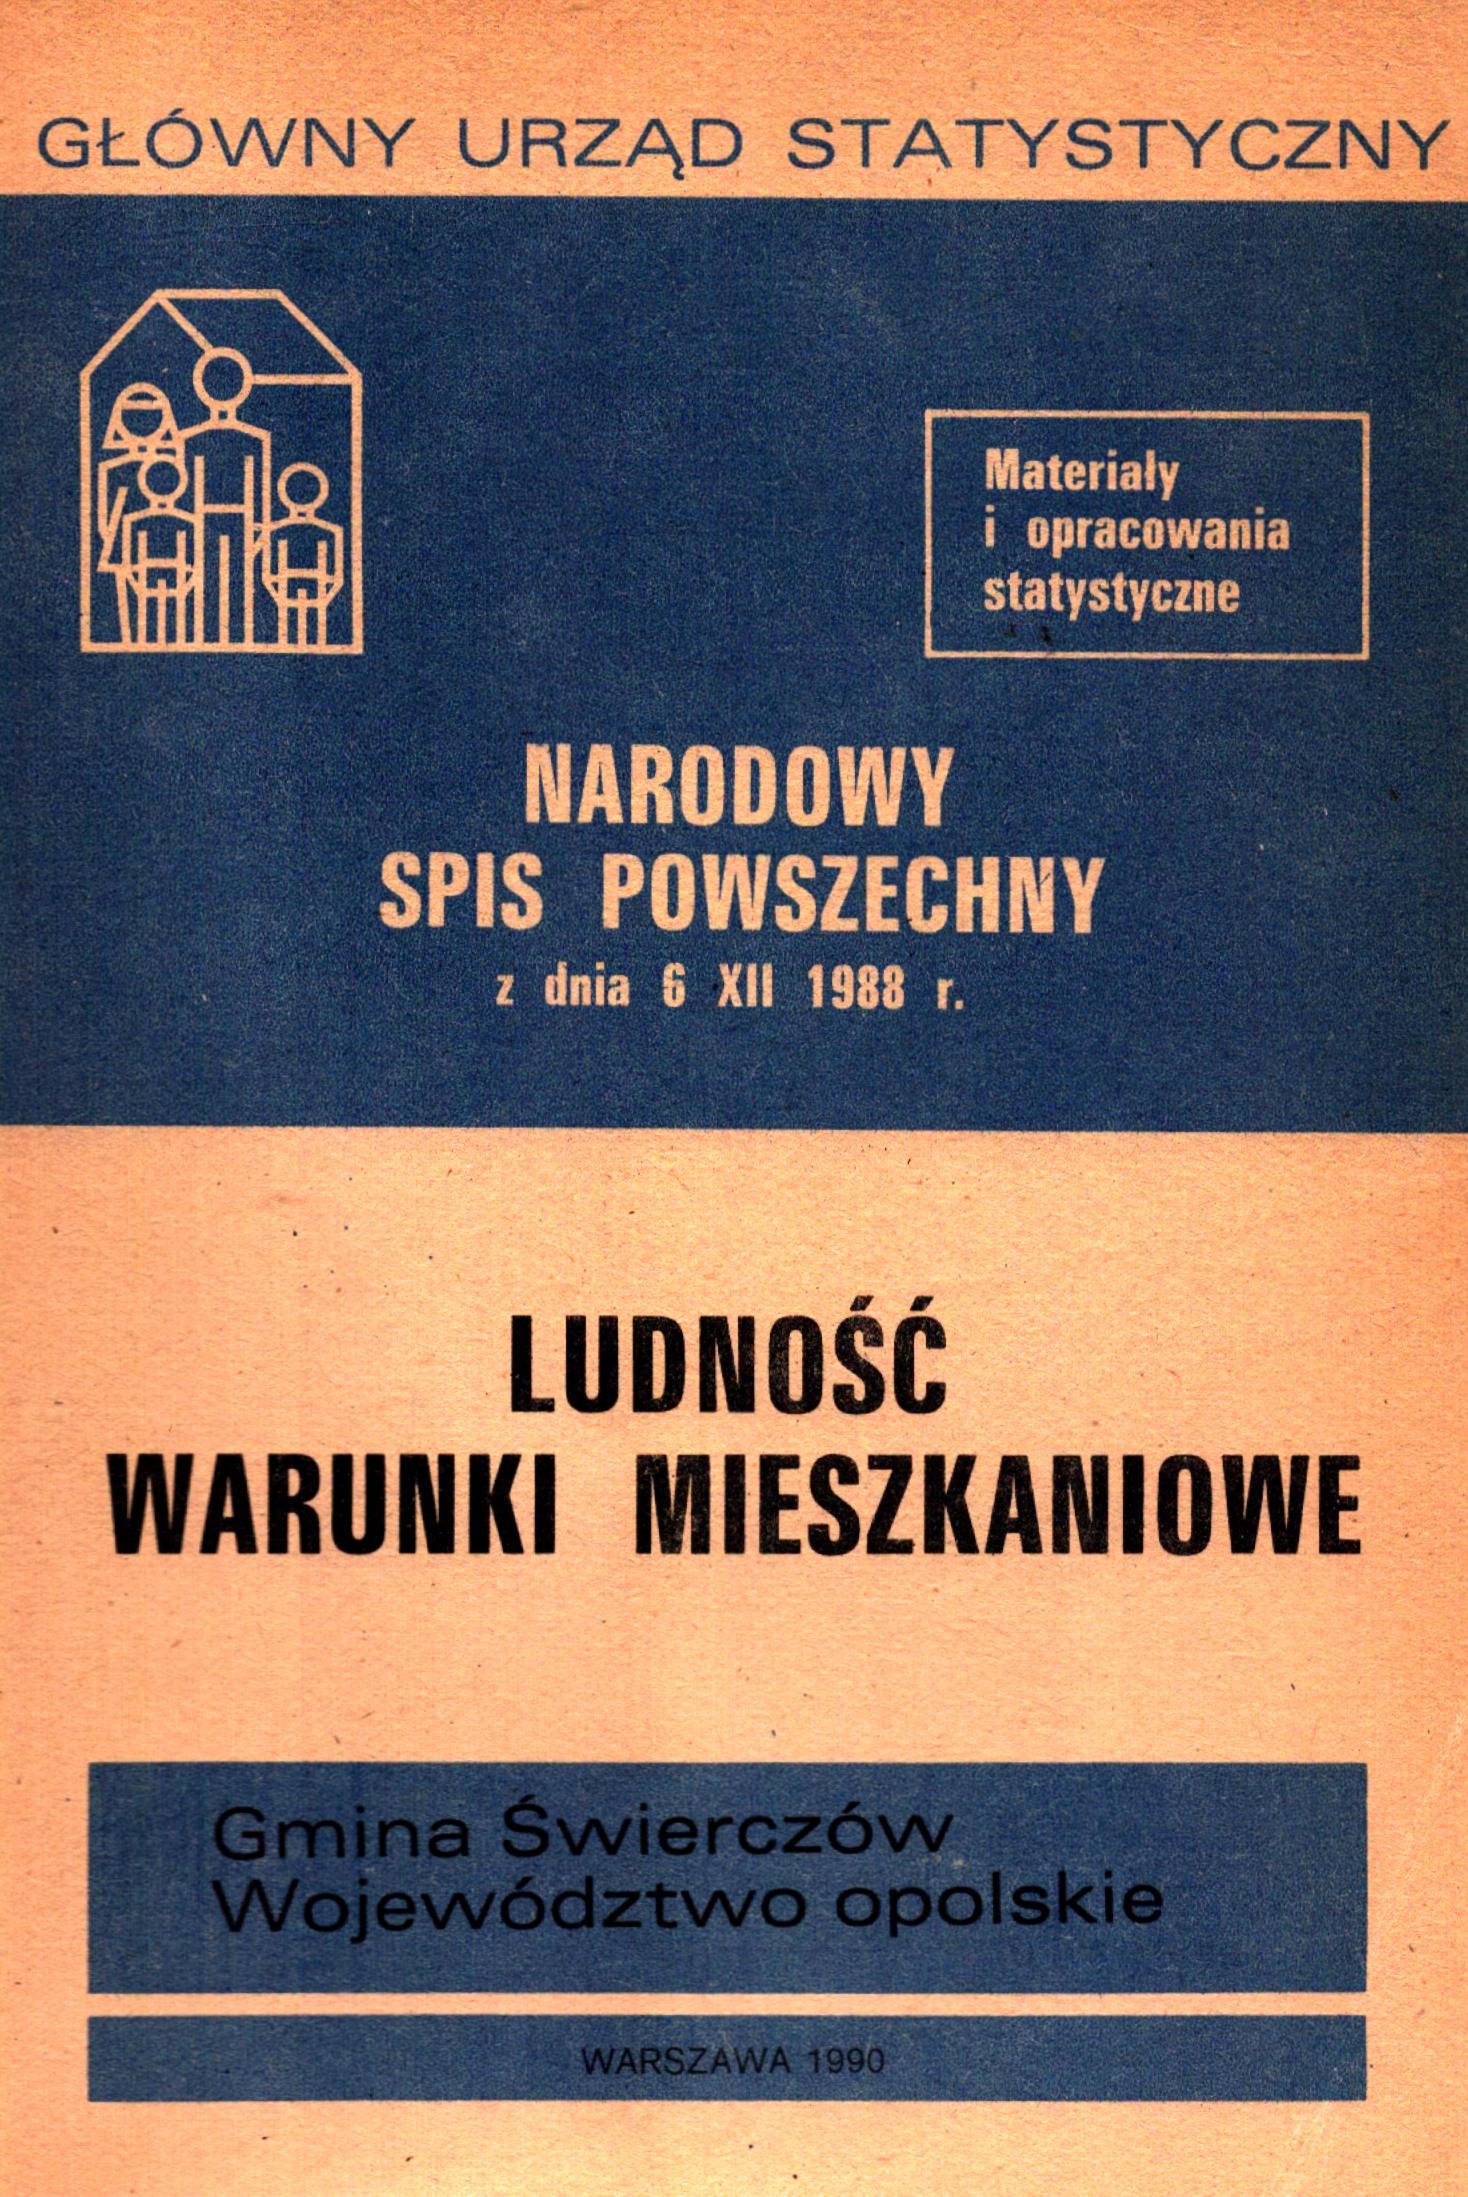 GŁÓWNY URZĄD STATYSTYCZNY
Materiały
i opracowania
statystyczne
NARODOWY
SPIS POWSZECHNY
z dnia 6 XII 1988 r.
LUDNOŚĆ
WARUNKI MIESZKANIOWE
Gmina Świerczów
Województwo opolskie
WARSZAWA 1990